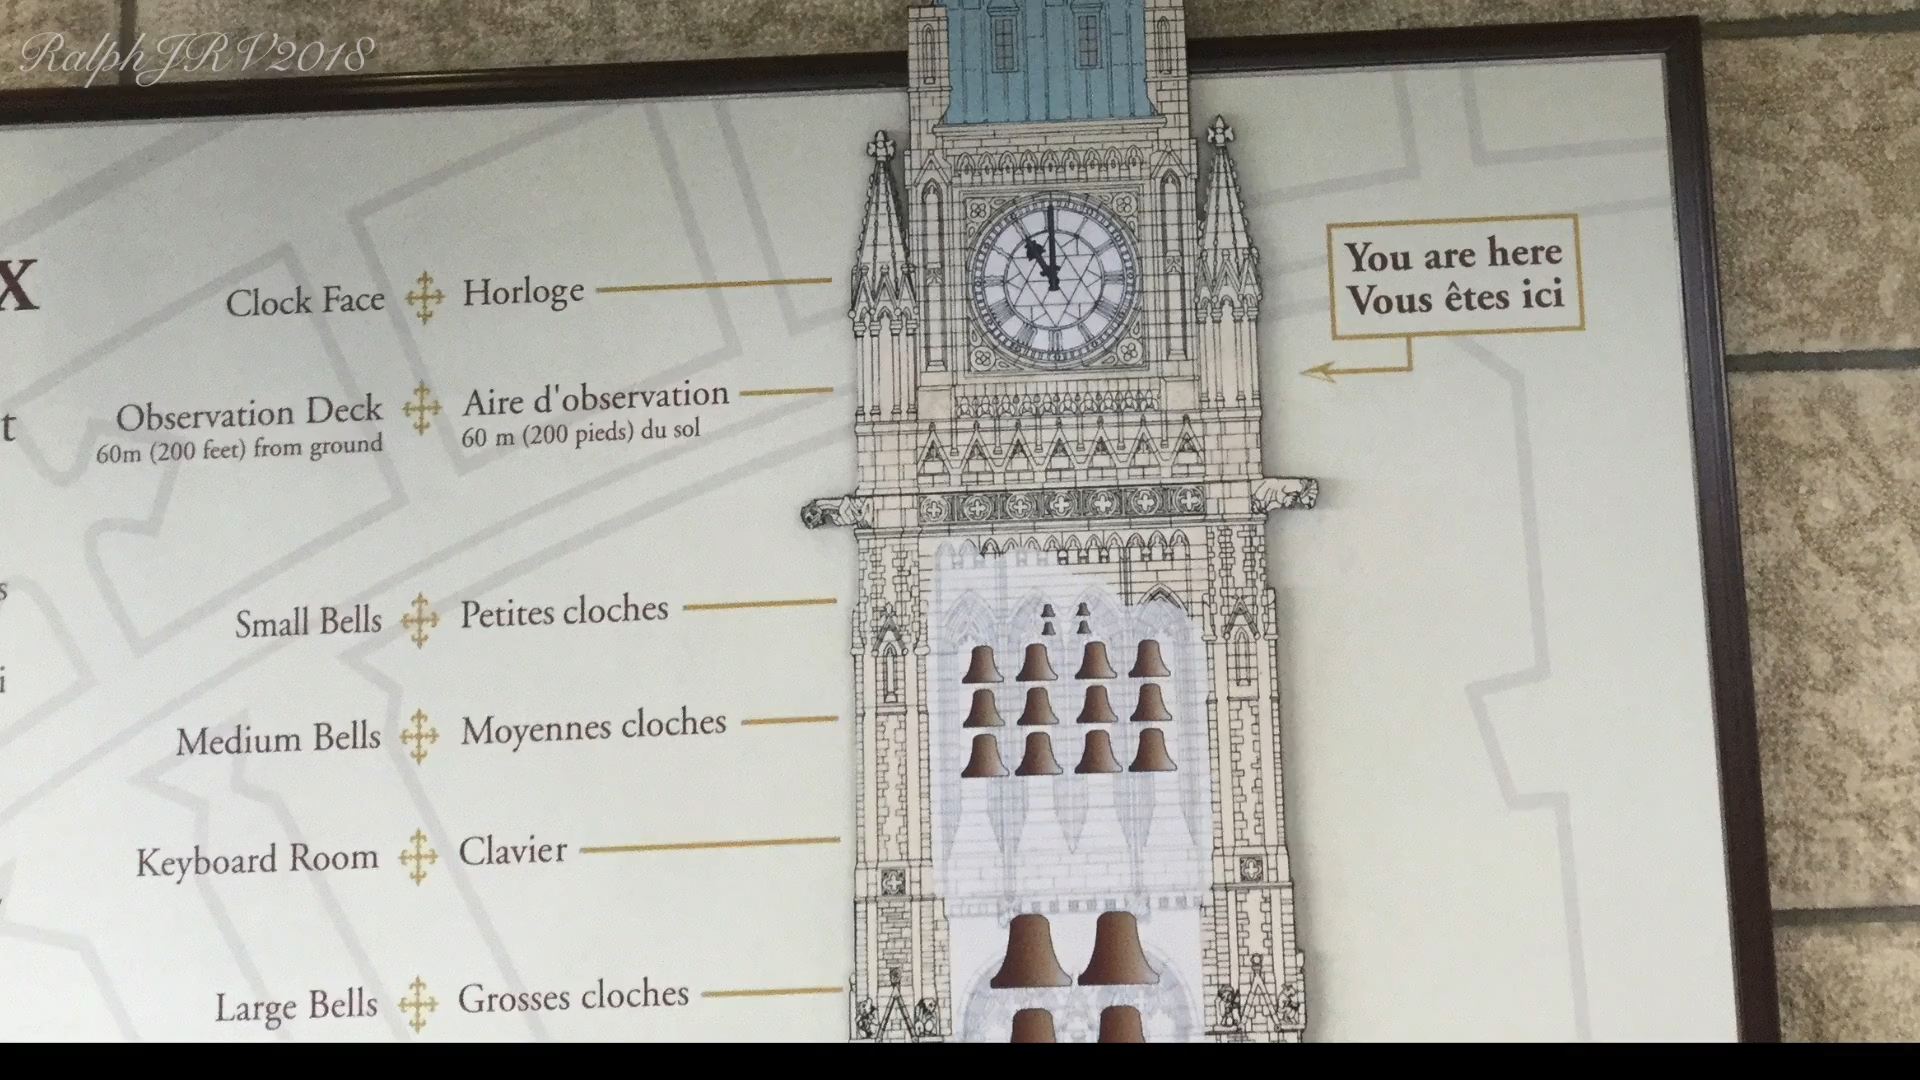 RalphJRV2018
X
You are here
Vous êtes ici
Clock Face Horloge
t
Observation Deck Aire d'observation
60m (200 feet) from ground 60 m (200 pieds) du sol
s
Small Bells Petites cloches
i
Medium Bells Moyennes cloches
Keyboard Room Clavier
Large Bells Grosses cloches